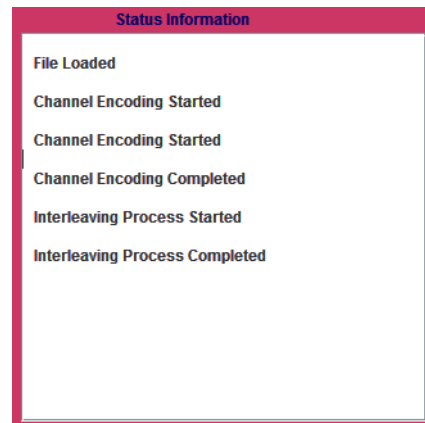 Status Information
File Loaded
Channel Encoding Started
Channel Encoding Started
Channel Encoding Completed
Interleaving Process Started
Interleaving Process Completed